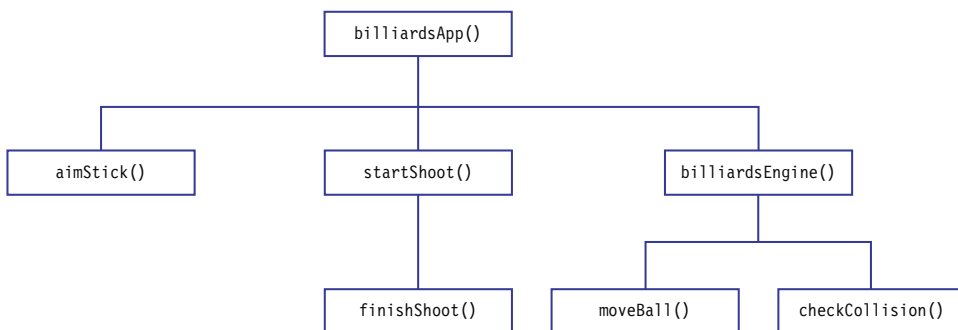 billiardsApp()
aimStick()
startShoot()
billiardsEngine()
finishShoot()
moveBall()
checkCollision()